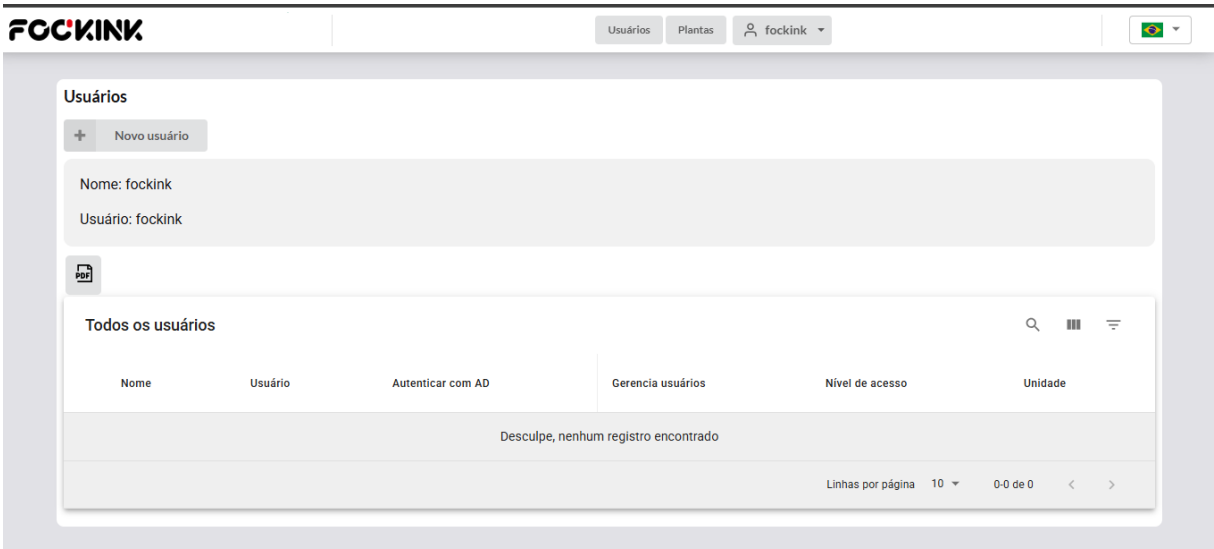 FOCKINK
Usuários Plantas fockink
Usuários
Novo usuário
Nome: fockink
Usuário: fockink
PDF
Todos os usuários
Nome Usuário Autenticar com AD Gerencia usuários Nível de acesso Unidade
Desculpe, nenhum registro encontrado
Linhas por página 10 0-0 de 0